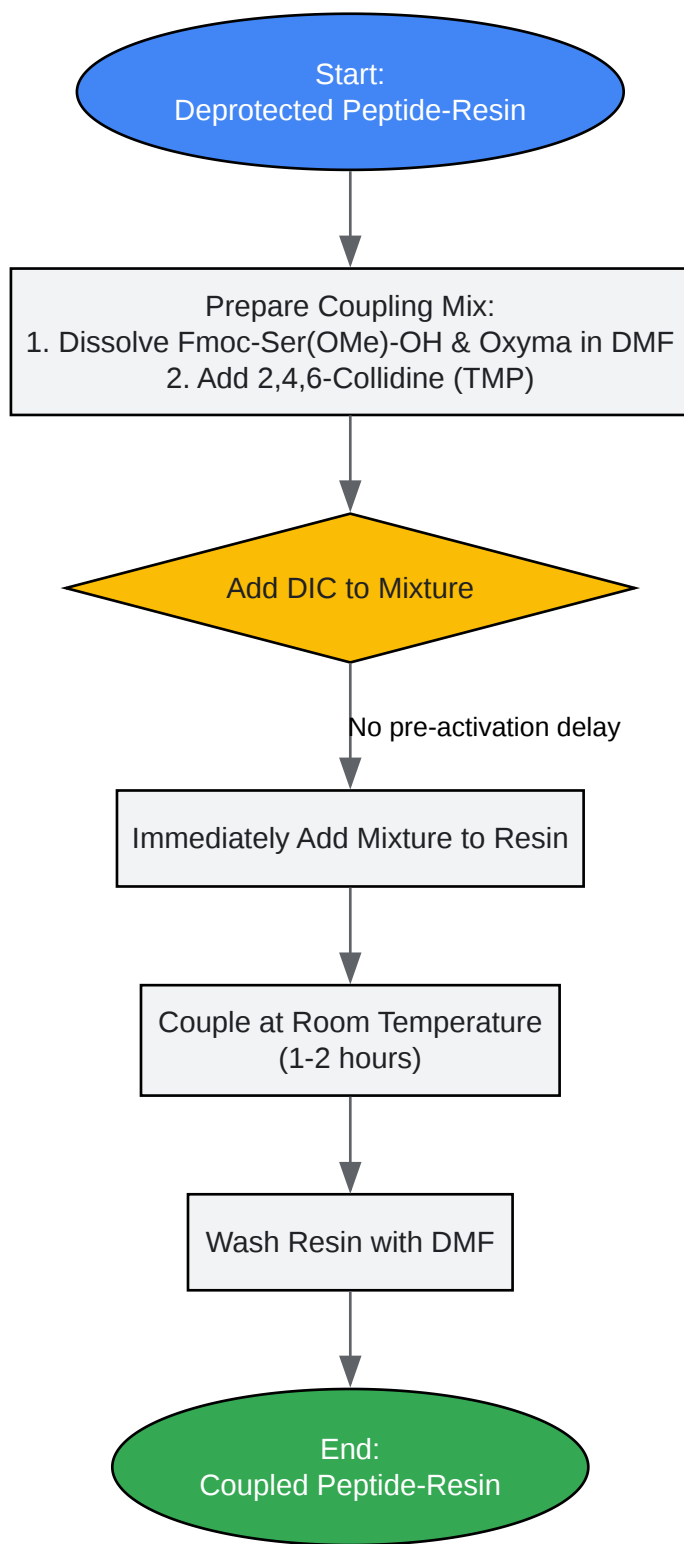 Start:
Deprotected Peptide-Resin
Prepare Coupling Mix:
1. Dissolve Fmoc-Ser(OMe)-OH & Oxyma in DMF
2. Add 2,4,6-Collidine (TMP)
Add DIC to Mixture
No pre-activation delay
Immediately Add Mixture to Resin
Couple at Room Temperature
(1-2 hours)
Wash Resin with DMF
End:
Coupled Peptide-Resin